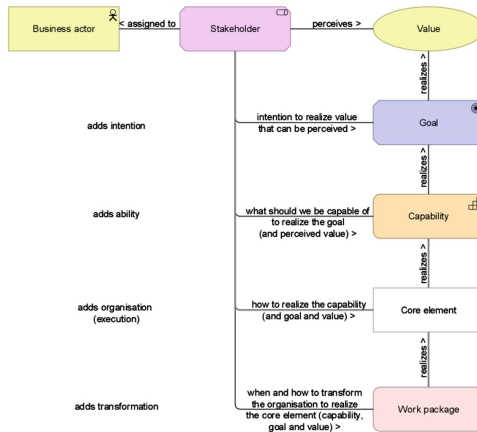 Business actor
< assigned to
Stakeholder
perceives >
Value
realizes >
adds intention
intention to realize value
that can be perceived >
Goal
realizes >
adds ability
what should we be capable of
to realize the goal
(and perceived value) >
Capability
realizes >
adds organisation
(execution)
how to realize the capability
(and goal and value) >
Core element
realizes >
adds transformation
when and how to transform
the organisation to realize
the core element (capability,
goal and value) >
Work package